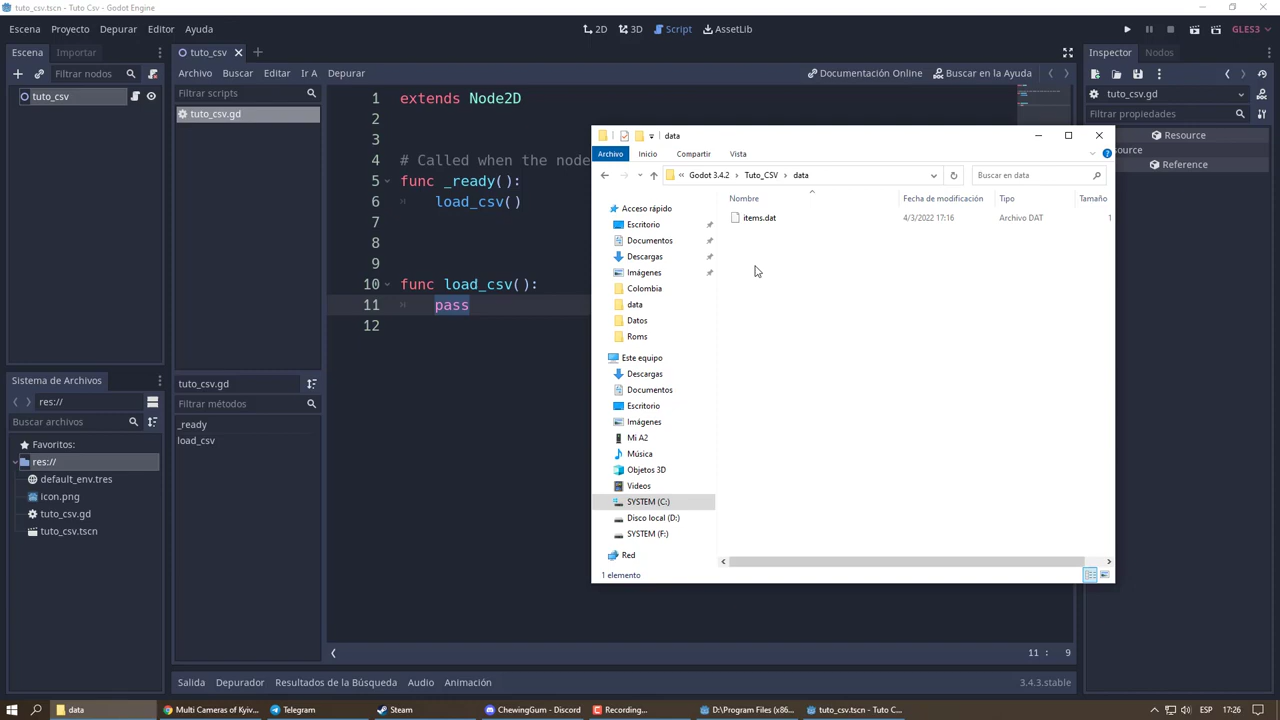 tuto_csv.tscn - Tuto Csv - Godot Engine
Escena Proyecto Depurar Editor Ayuda
2D 3D Script AssetLib
GLES3
Escena Importar
Filtrar nodos
tuto_csv
tuto_csv
Archivo Buscar Editar Ir A Depurar
Documentación Online Buscar en la Ayuda
Filtrar scripts
tuto_csv.gd
1 extends Node2D
2
3
4 # Called when the node
5 func _ready():
6 load_csv()
7
8
9
10 func load_csv():
11 pass
12
Inspector Nodos
tuto_csv.gd
Filtrar propiedades
Resource
source
Reference
tuto_csv.gd
Filtrar métodos
_ready
load_csv
Sistema de Archivos
res://
Buscar archivos
Favoritos:
res://
default_env.tres
icon.png
tuto_csv.gd
tuto_csv.tscn
data
Archivo Inicio Compartir Vista
« Godot 3.4.2 › Tuto_CSV › data
Buscar en data
Nombre Fecha de modificación Tipo Tamaño
items.dat 4/3/2022 17:16 Archivo DAT 1
Acceso rápido
Escritorio
Documentos
Descargas
Imágenes
Colombia
data
Datos
Roms
Este equipo
Descargas
Documentos
Escritorio
Imágenes
Mi A2
Música
Objetos 3D
Videos
SYSTEM (C:)
Disco local (D:)
SYSTEM (F:)
Red
1 elemento
11 : 9
Salida Depurador Resultados de la Búsqueda Audio Animación
3.4.3.stable
data
Multi Cameras of Kyiv...
Telegram
Steam
ChewingGum - Discord
Recording...
D:\Program Files (x86...
tuto_csv.tscn - Tuto C...
ESP 17:26